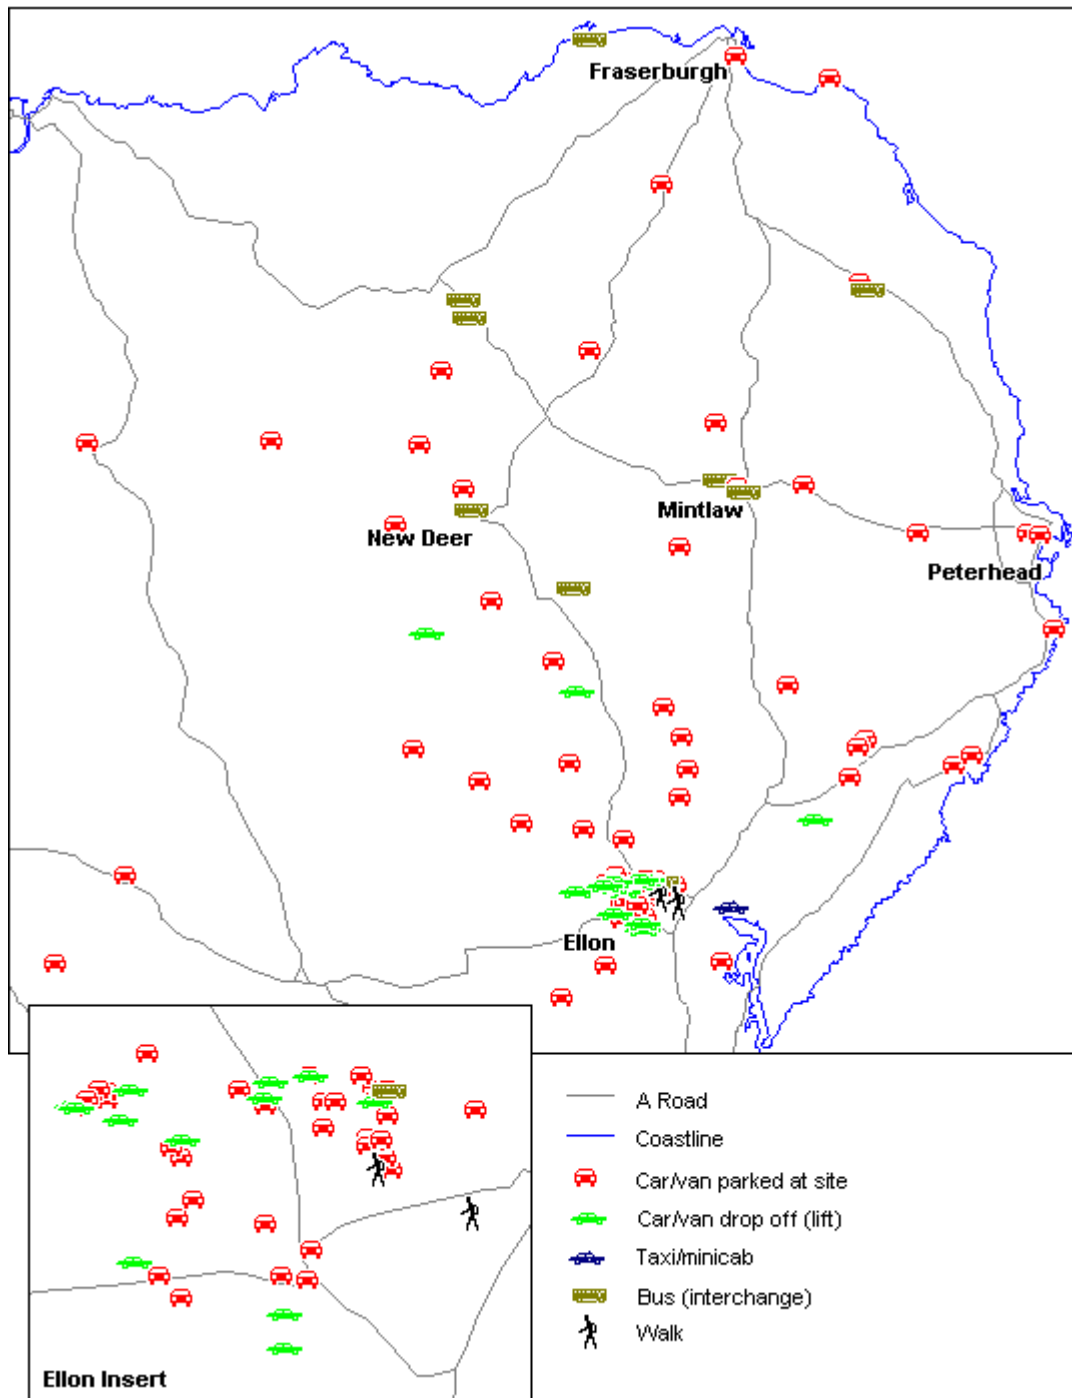 Fraserburgh
Mintlaw
New Deer
Peterhead
Ellon
Ellon Insert
A Road
Coastline
Car/van parked at site
Car/van drop off (lift)
Taxi/minicab
Bus (interchange)
Walk